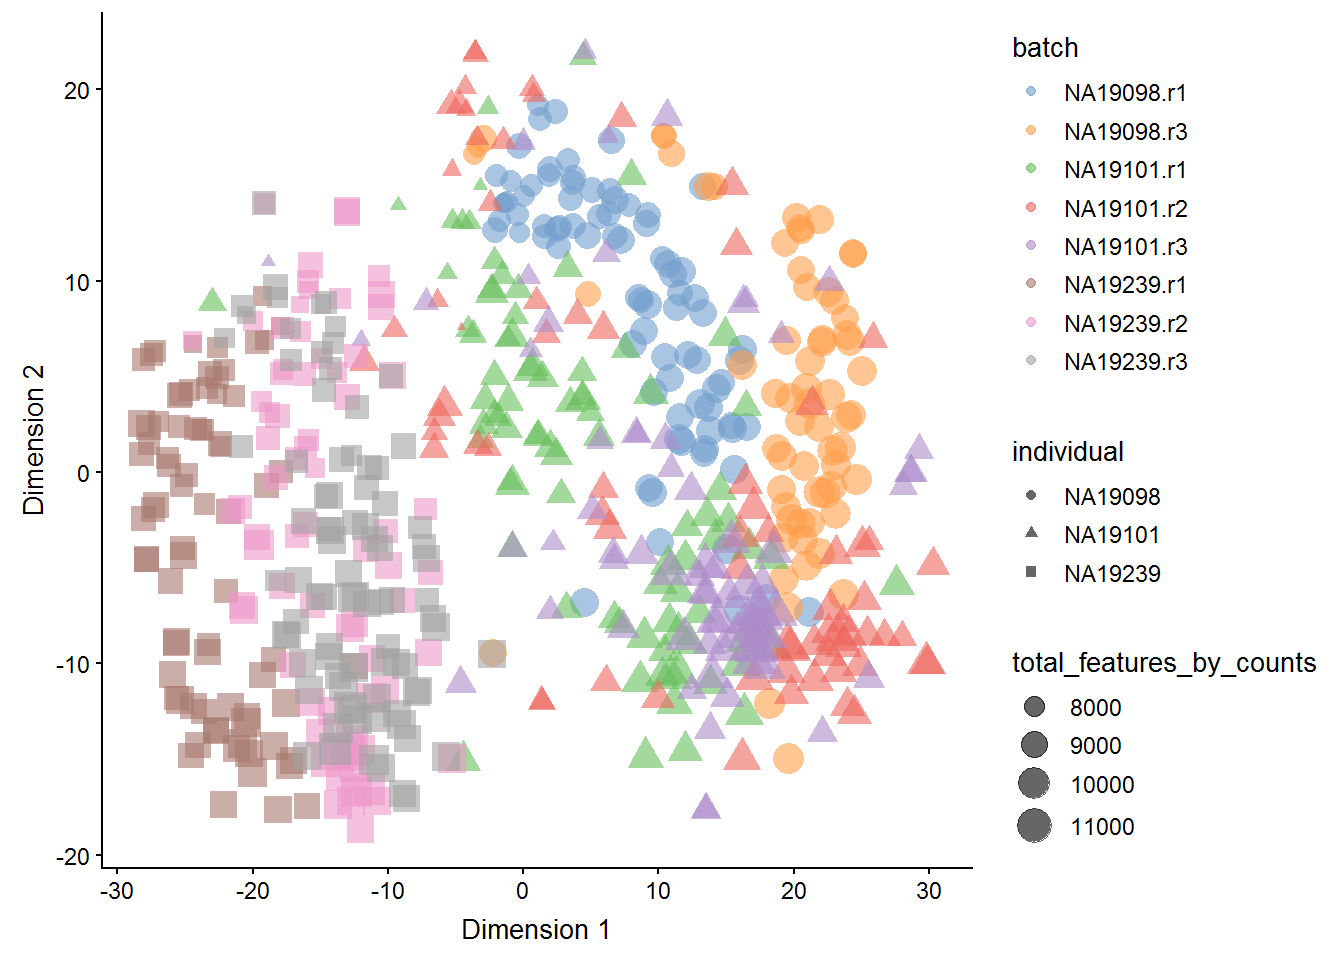 batch
NA19098.r1
NA19098.r3
NA19101.r1
NA19101.r2
NA19101.r3
NA19239.r1
NA19239.r2
NA19239.r3
individual
NA19098
NA19101
NA19239
total_features_by_counts
8000
9000
10000
11000
Dimension 2
20
10
0
-10
-20
-30 -20 -10 0 10 20 30
Dimension 1